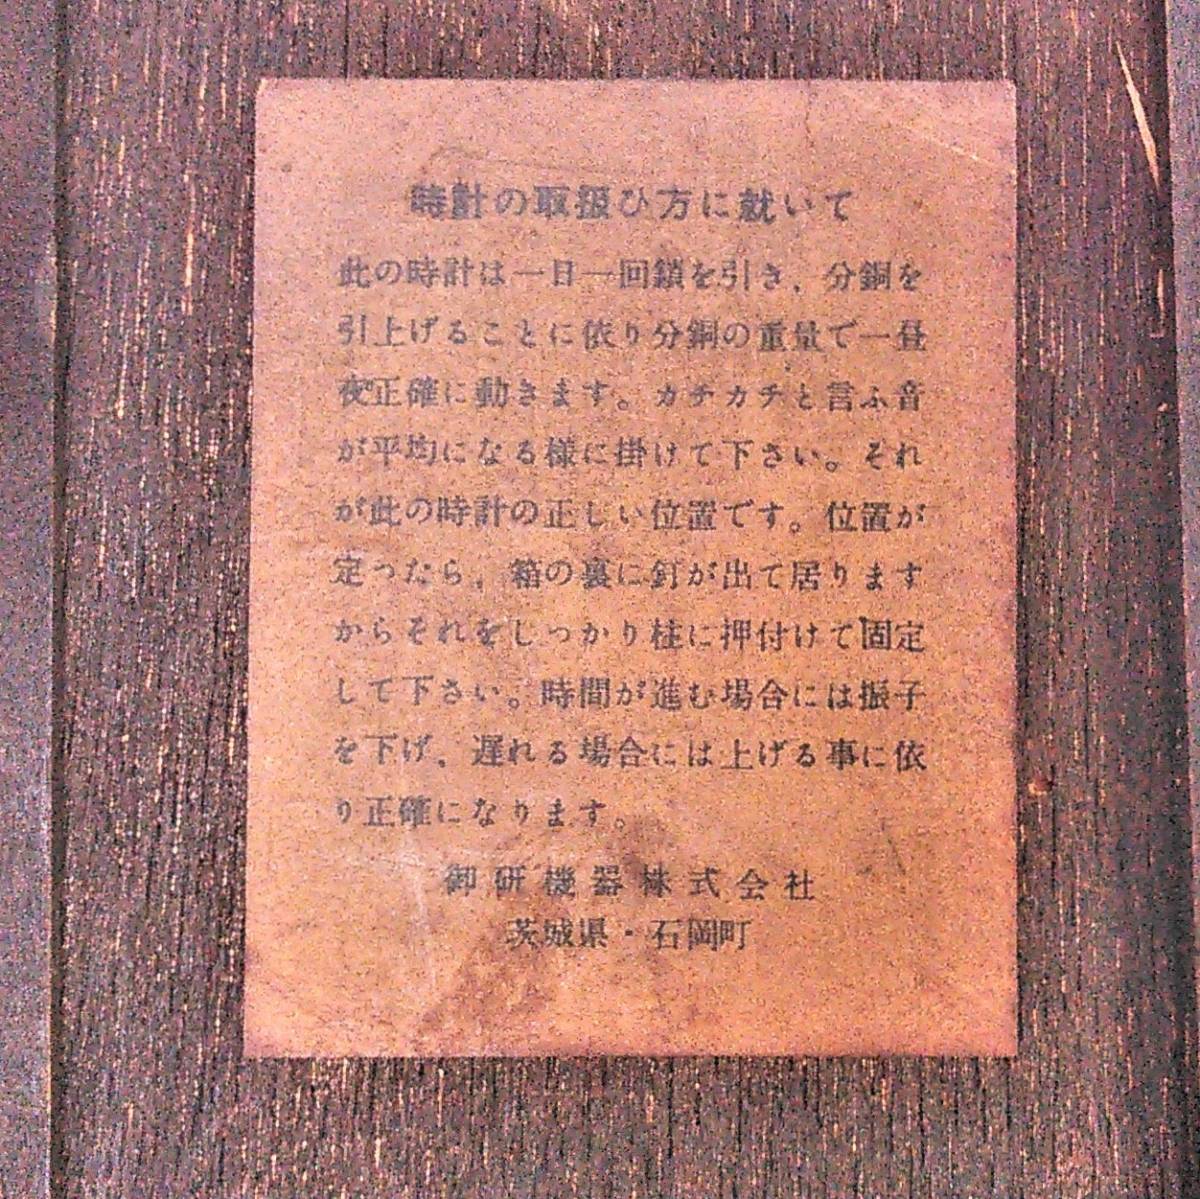 時計の取扱ひ方に就いて
此の時計は一日一回鎖を引き、分銅を
引上げることに依り分銅の重量で一昼
夜正確に動きます。カチカチと言ふ音
が平均になる様に掛けて下さい。それ
が此の時計の正しい位置です。位置が
定つたら、箱の裏に釘が出て居ります
からそれをしつかり柱に押付けて固定
して下さい。時間が進む場合には振子
を下げ、遅れる場合には上げる事に依
り正確になります。
御研機器株式会社
茨城県・石岡町